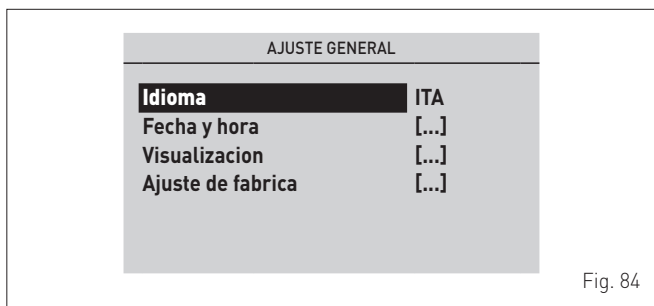 AJUSTE GENERAL
Idioma ITA
Fecha y hora [...]
Visualizacion [...]
Ajuste de fabrica [...]
Fig. 84